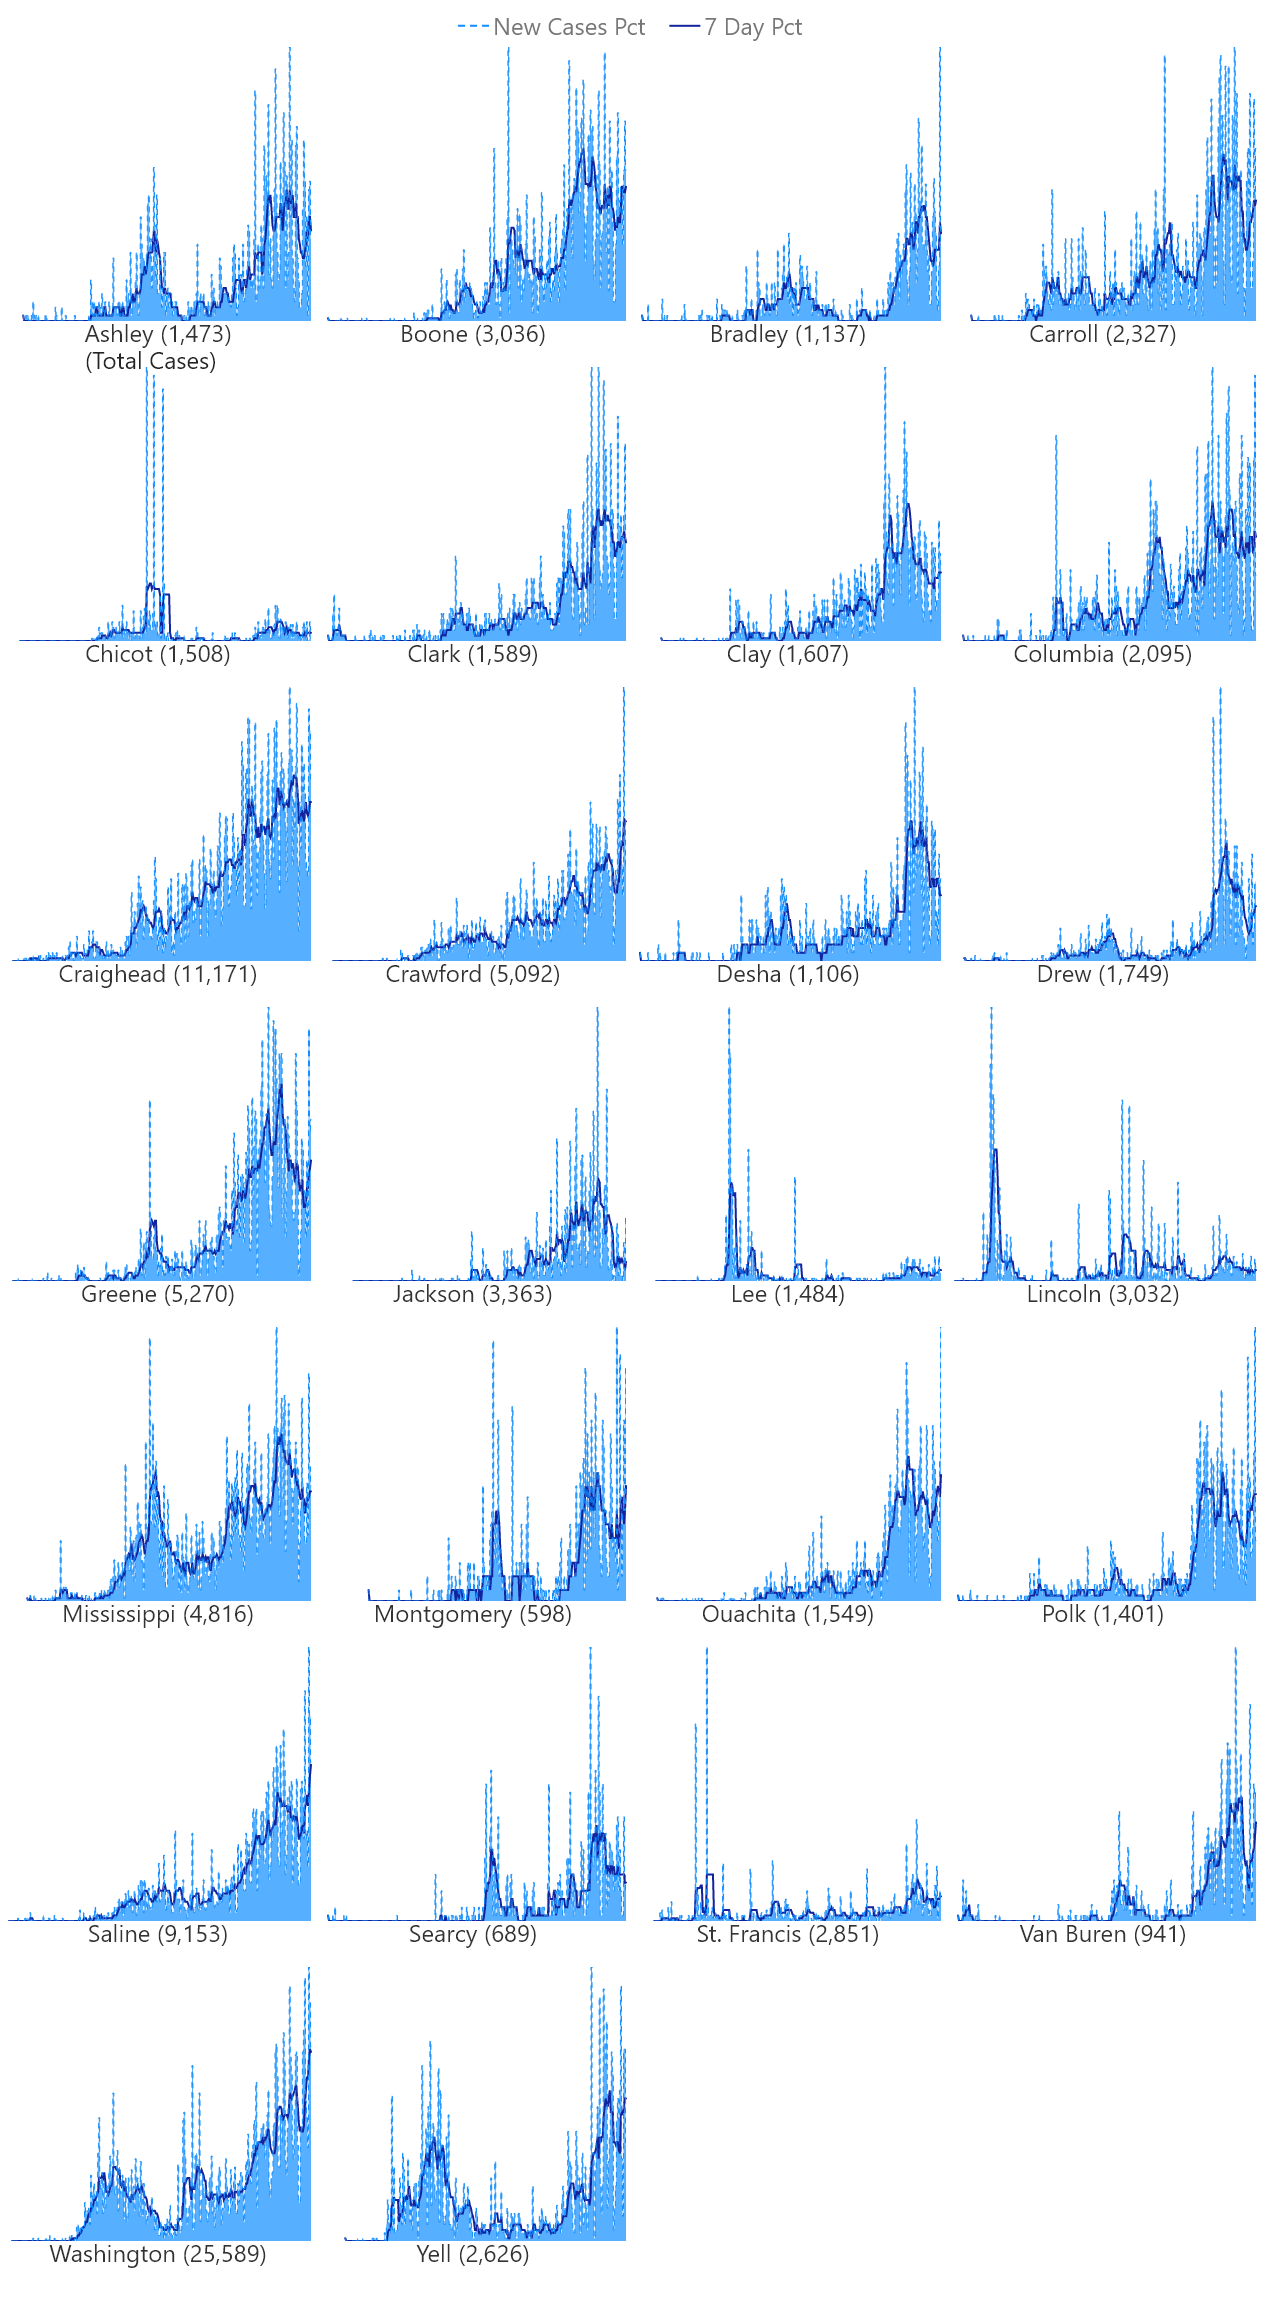 New Cases Pct 7 Day Pct
Ashley (1,473)
(Total Cases)
Boone (3,036)
Bradley (1,137)
Carroll (2,327)
Chicot (1,508)
Clark (1,589)
Clay (1,607)
Columbia (2,095)
Craighead (11,171)
Crawford (5,092)
Desha (1,106)
Drew (1,749)
Greene (5,270)
Jackson (3,363)
Lee (1,484)
Lincoln (3,032)
Mississippi (4,816)
Montgomery (598)
Ouachita (1,549)
Polk (1,401)
Saline (9,153)
Searcy (689)
St. Francis (2,851)
Van Buren (941)
Washington (25,589)
Yell (2,626)